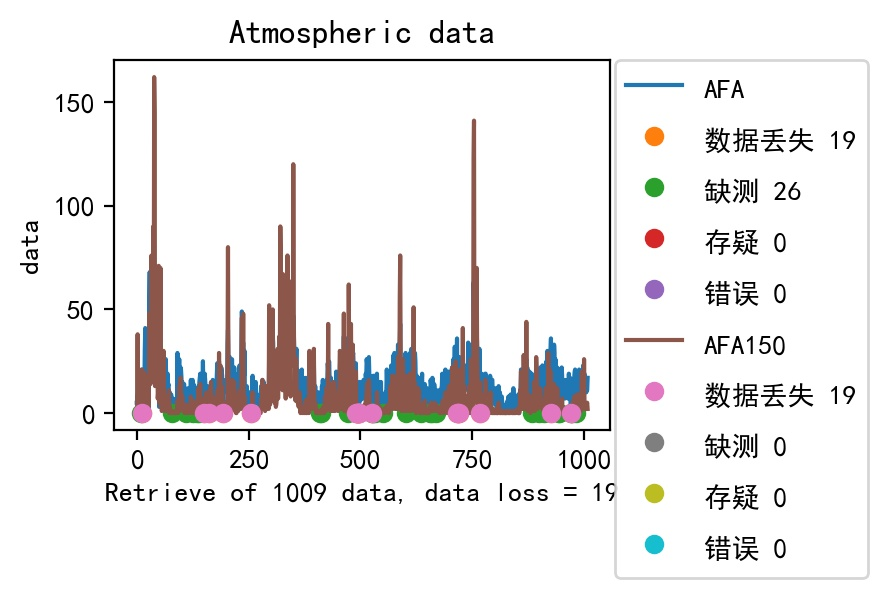 Atmospheric data
150
100
50
0
data
0 250 500 750 1000
Retrieve of 1009 data, data loss = 19
AFA
数据丢失 19
缺测 26
存疑 0
错误 0
AFA150
数据丢失 19
缺测 0
存疑 0
错误 0